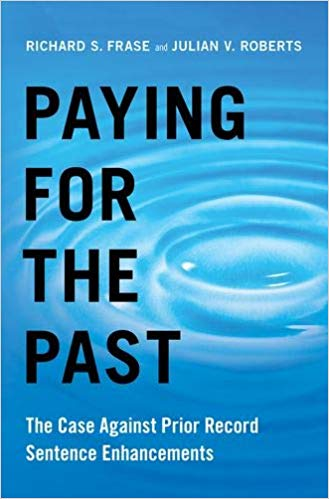 RICHARD S. FRASE and JULIAN V. ROBERTS
PAYING
FOR
THE
PAST
The Case Against Prior Record
Sentence Enhancements